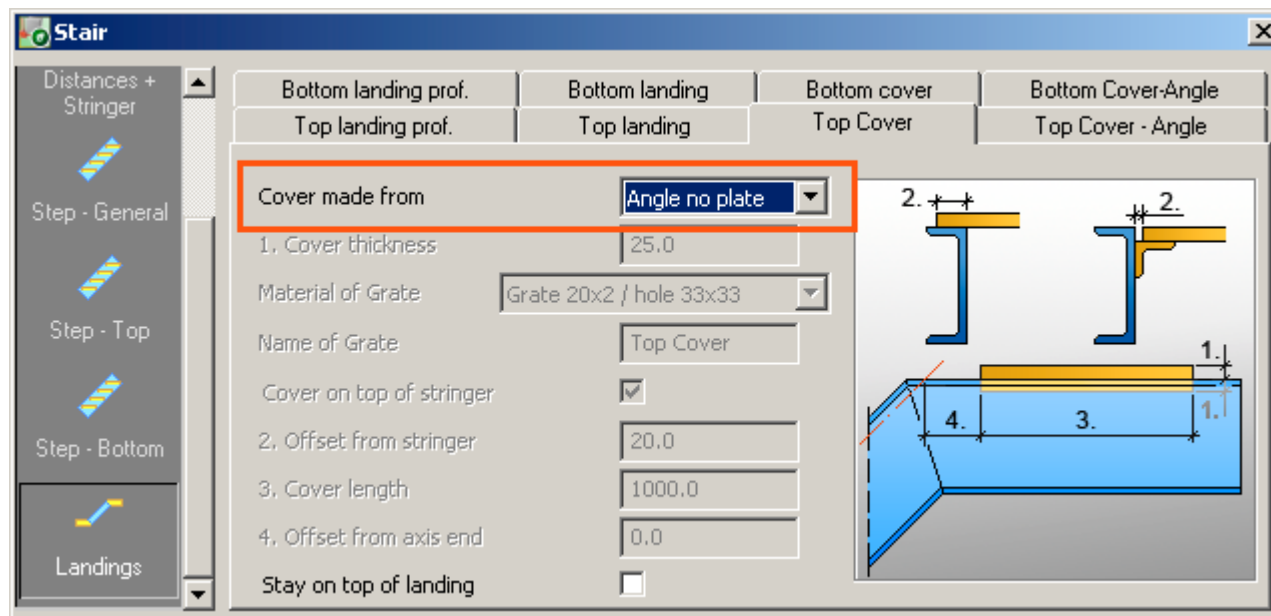 Stair
Distances +
Stringer
Step - General
Step - Top
Step - Bottom
Landings
Bottom landing prof. Bottom landing Bottom cover Bottom Cover-Angle
Top landing prof. Top landing Top Cover Top Cover - Angle
Cover made from Angle no plate
1. Cover thickness 25.0
Material of Grate Grate 20x2 / hole 33x33
Name of Grate Top Cover
Cover on top of stringer
2. Offset from stringer 20.0
3. Cover length 1000.0
4. Offset from axis end 0.0
Stay on top of landing
2. 2.
1.
1.
4. 3.